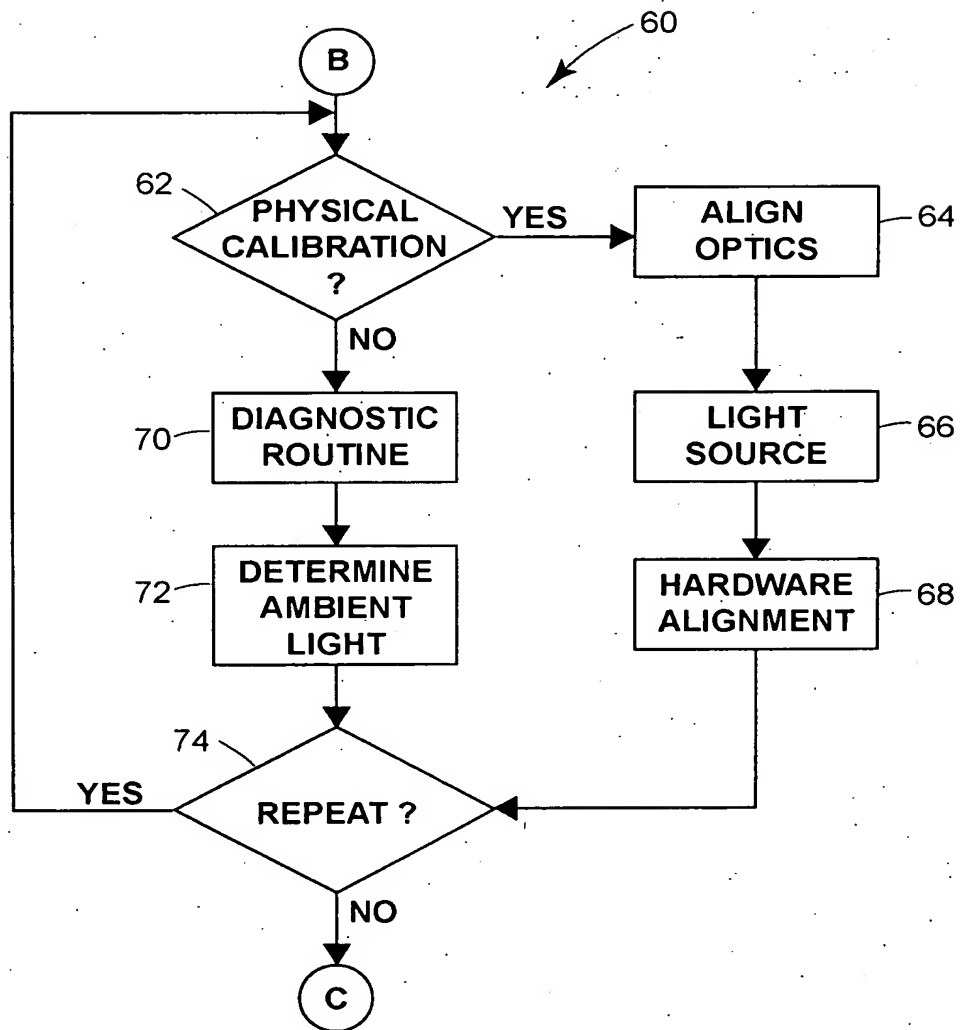 60
B
62
PHYSICAL
CALIBRATION
?
YES
ALIGN
OPTICS
64
NO
70
DIAGNOSTIC
ROUTINE
LIGHT
SOURCE
66
72
DETERMINE
AMBIENT
LIGHT
HARDWARE
ALIGNMENT
68
74
YES
REPEAT ?
NO
C